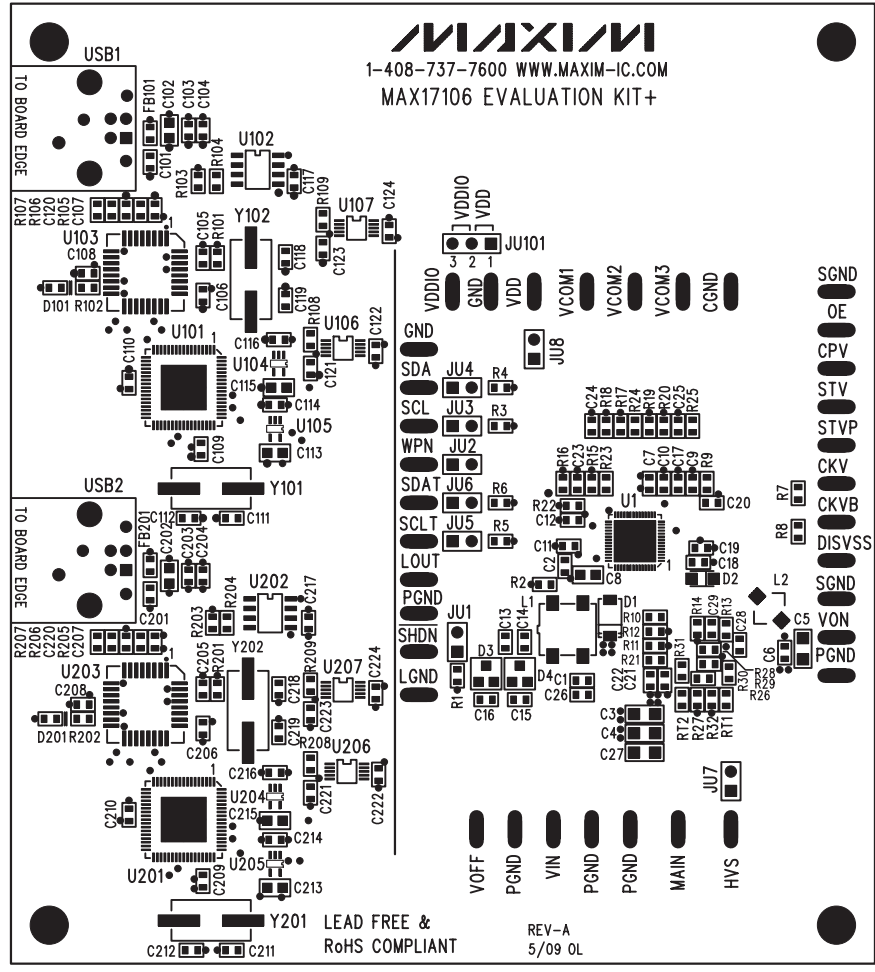 MAXIM
1-408-737-7600 WWW.MAXIM-IC.COM
MAX17106 EVALUATION KIT+
USB1
TO BOARD EDGE
FB101
C102
C103
C104
C101
R103
R104
U102
C117
R107
R106
C120
R105
C107
U103
1
C108
D101
R102
C105
R101
C106
Y102
C118
C119
R109
C123
U107
C124
R108
C121
U106
C122
C110
U101
1
C116
U104
C115
C114
U105
C113
C109
Y101
C112
C111
VDDIO
VDD
JU101
3 2 1
VDDIO
GND
VDD
VCOM1
VCOM2
VCOM3
CGND
JU8
GND
SDA
SCL
WPN
SDAT
SCLT
LOUT
PGND
SHDN
LGND
JU4
JU3
JU2
JU6
JU5
R4
R3
R6
R5
JU1
R1
SGND
OE
CPV
STV
STVP
CKV
CKVB
DISVSS
SGND
VON
PGND
R7
R8
C24
R18
R17
R24
R19
R20
C25
R25
R16
C23
R15
R23
C7
C10
C17
C9
R9
C20
R22
C12
C11
C2
C8
R2
U1
1
C19
C18
D2
L2
C5
C6
L1
D1
C13
C14
D3
D4
C16
C15
C1
C26
R10
R12
R11
R21
C22
C21
R31
R14
C29
R13
C28
R28
R29
R26
R30
RT2
R27
R32
RT1
C3
C4
C27
JU7
VOFF
PGND
VIN
PGND
PGND
MAIN
HVS
USB2
TO BOARD EDGE
FB201
C202
C203
C204
C201
R203
R204
U202
C217
R207
R206
C220
R205
C207
U203
1
C208
D201
R202
C205
R201
C206
Y202
C218
C219
R209
C223
U207
C224
R208
C221
U206
C222
C210
U201
1
C216
U204
C215
C214
U205
C213
C209
Y201
C212
C211
LEAD FREE &
RoHS COMPLIANT
REV-A
5/09 OL